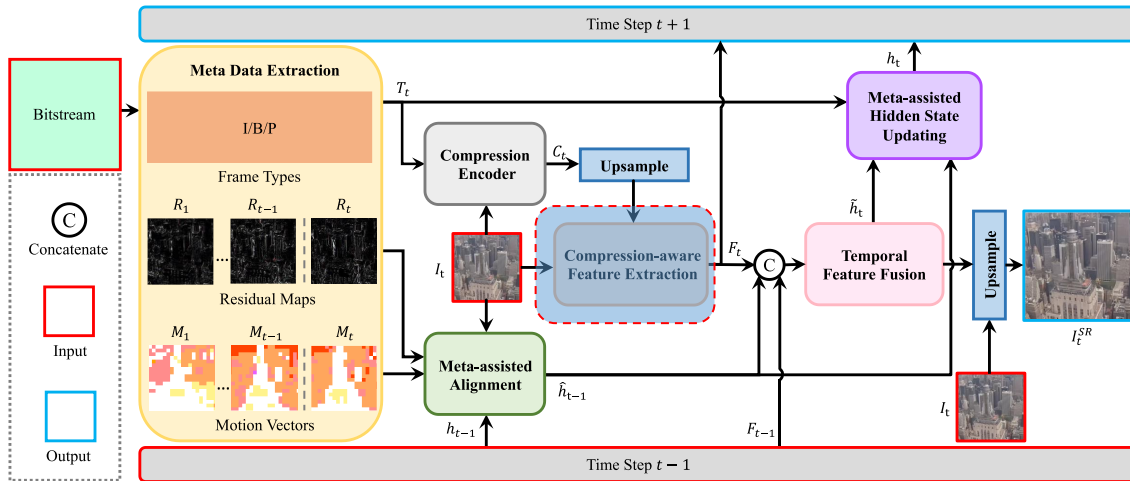 Time Step t + 1
Bitstream
Meta Data Extraction
I/B/P
Frame Types
R_1
R_{t-1}
R_t
...
Residual Maps
M_1
M_{t-1}
M_t
...
Motion Vectors
C
Concatenate
Input
Output
T_t
Compression
Encoder
C_t
Upsample
I_t
Compression-aware
Feature Extraction
F_t
C
Meta-assisted
Alignment
ĥ_{t-1}
h_{t-1}
F_{t-1}
Temporal
Feature Fusion
h̃_t
Meta-assisted
Hidden State
Updating
h_t
Upsample
I_t^{SR}
I_t
Time Step t − 1